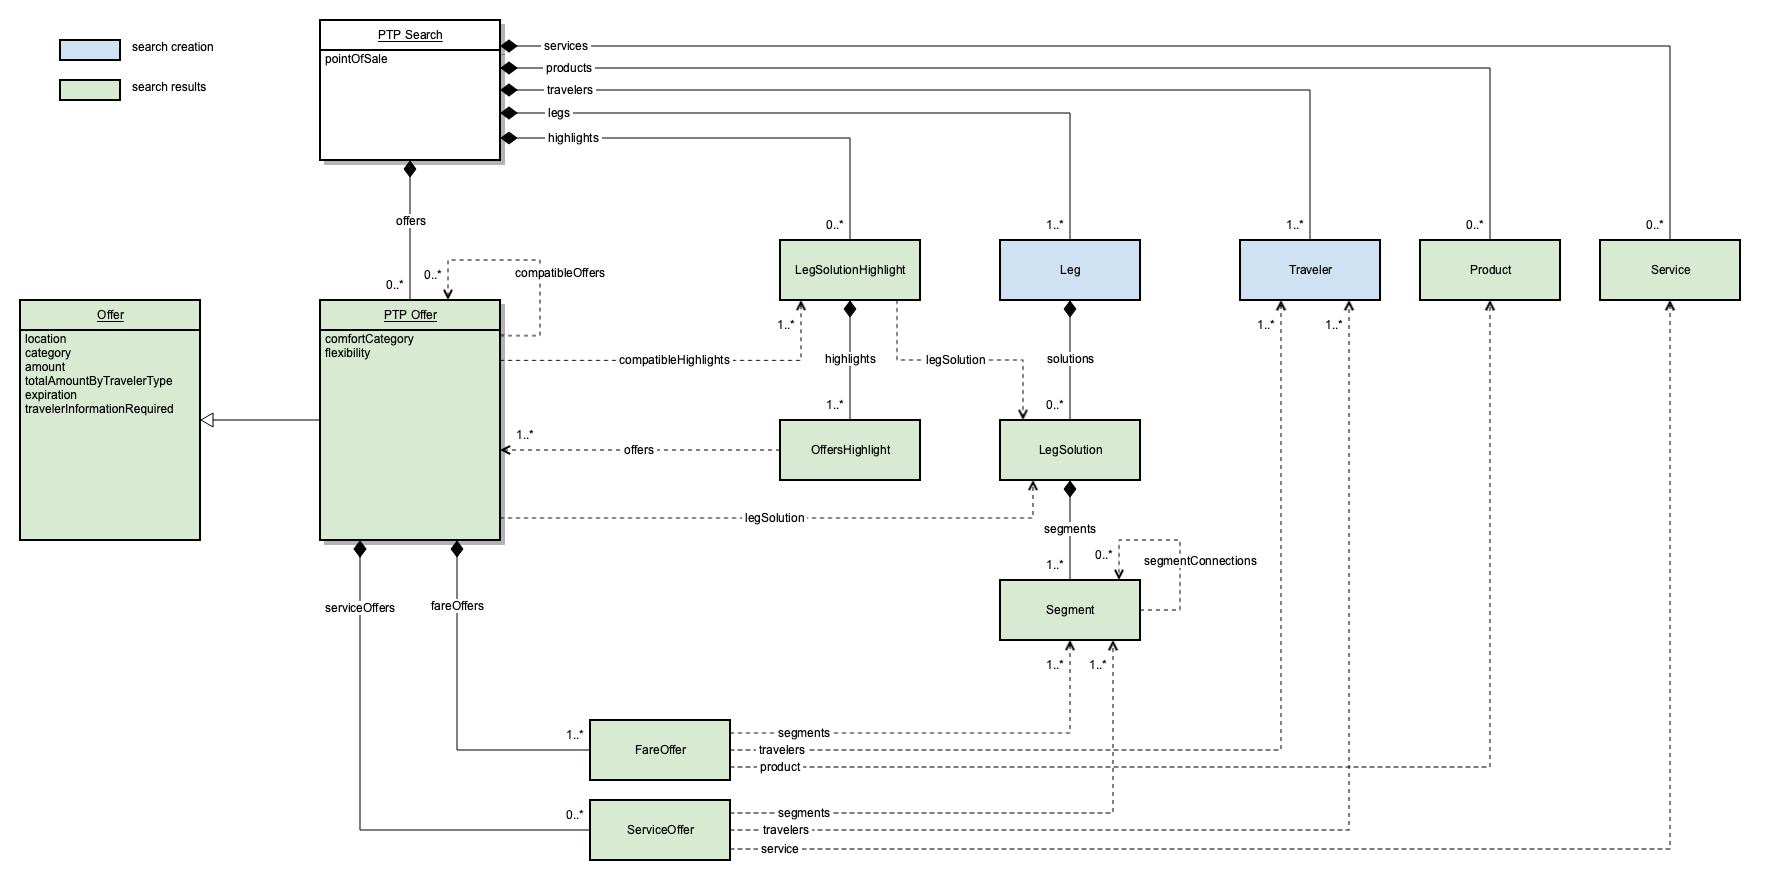 PTP Search
pointOfSale
search creation
search results
services
products
travelers
legs
highlights
offers
0..*
1..*
1..*
0..*
0..*
0..*
0..*
compatibleOffers
LegSolutionHighlight
Leg
Traveler
Product
Service
Offer
location
category
amount
totalAmountByTravelerType
expiration
travelerInformationRequired
PTP Offer
comfortCategory
flexibility
1..*
1..*
1..*
compatibleHighlights
highlights
legSolution
solutions
1..*
0..*
1..*
offers
OffersHighlight
LegSolution
legSolution
segments
0..*
segmentConnections
1..*
Segment
serviceOffers
fareOffers
1..*
1..*
1..*
FareOffer
segments
travelers
product
0..*
ServiceOffer
segments
travelers
service